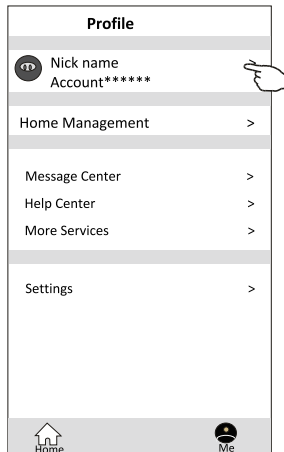 Profile
Nick name
Account******
Home Management >
Message Center >
Help Center >
More Services >
Settings >
Home Me